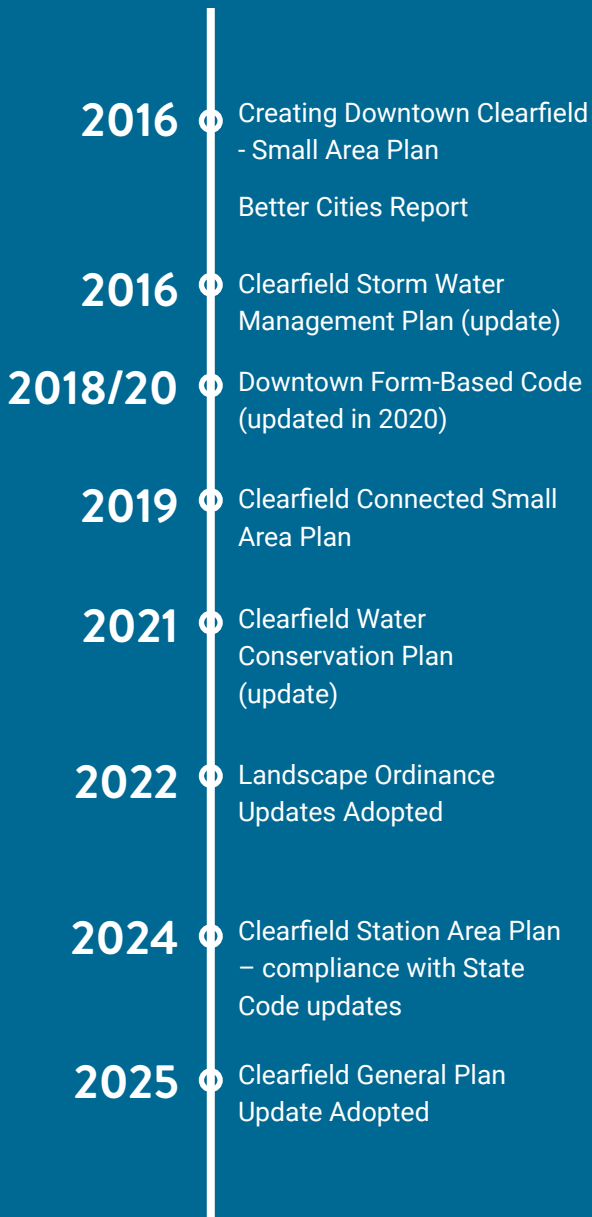 2016
Creating Downtown Clearfield
- Small Area Plan
Better Cities Report
2016
Clearfield Storm Water
Management Plan (update)
2018/20
Downtown Form-Based Code
(updated in 2020)
2019
Clearfield Connected Small
Area Plan
2021
Clearfield Water
Conservation Plan
(update)
2022
Landscape Ordinance
Updates Adopted
2024
Clearfield Station Area Plan
– compliance with State
Code updates
2025
Clearfield General Plan
Update Adopted